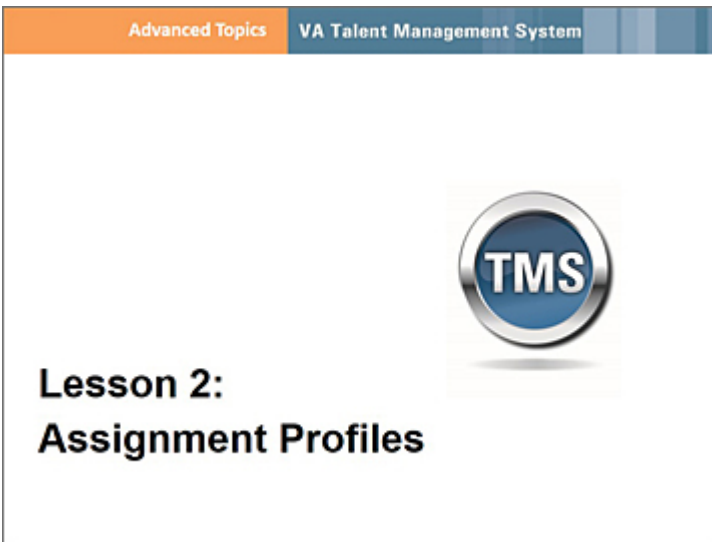 Advanced Topics VA Talent Management System
TMS
Lesson 2:
Assignment Profiles